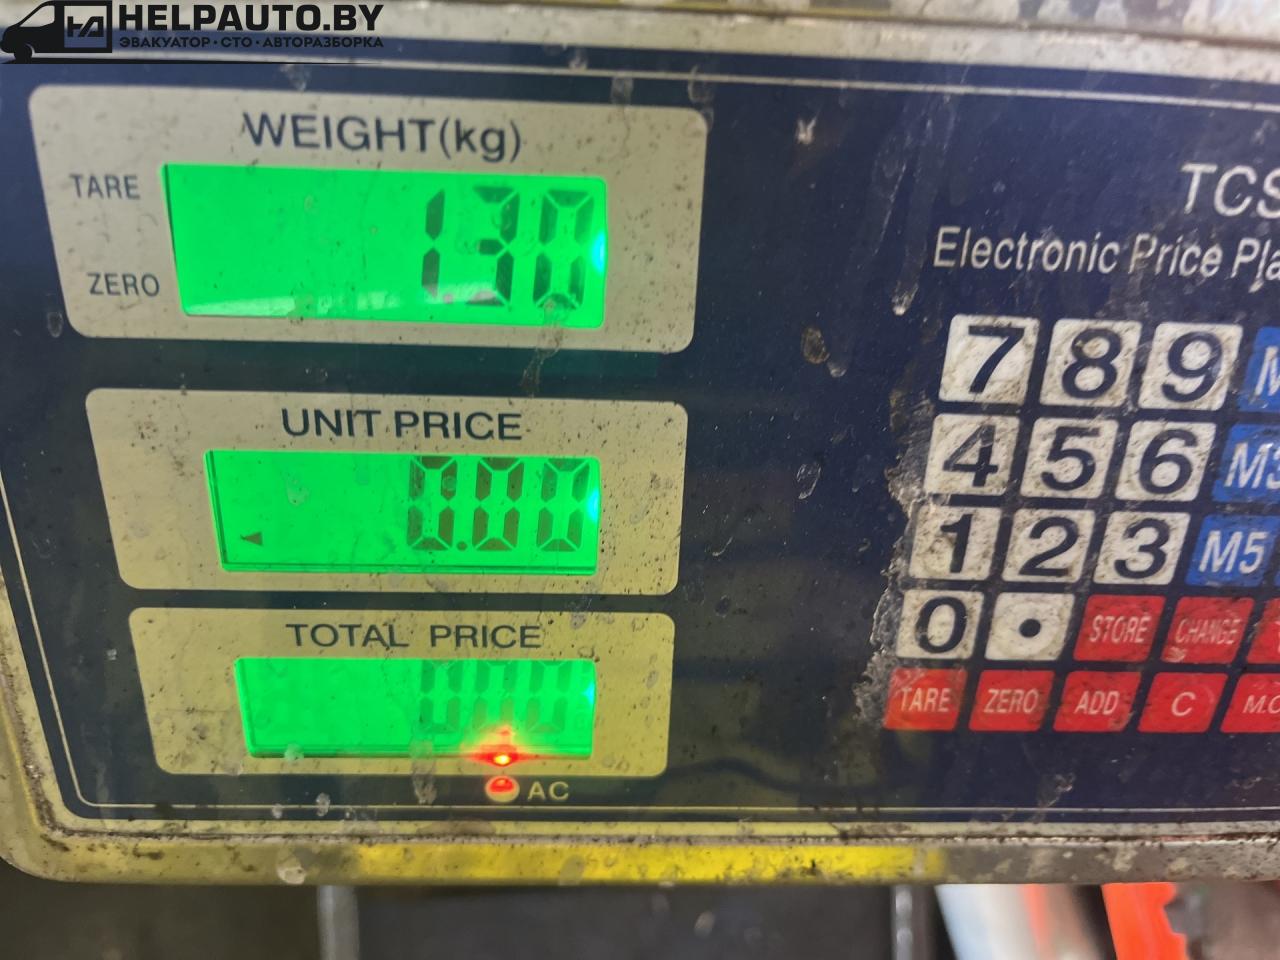 HELPAUTO.BY
ЭВАКУАТОР·СТО·АВТОРАЗБОРКА
WEIGHT(kg)
TARE
1.30
ZERO
UNIT PRICE
0.00
TOTAL PRICE
0.00
AC
TCS
Electronic Price Pla
7 8 9 M
4 5 6 M3
1 2 3 M5
0 • STORE CHANGE
TARE ZERO ADD C M.C